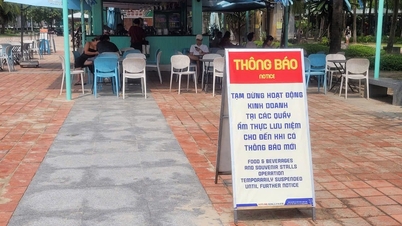 THÔNG BÁO
NOTICE
TẠM DỪNG HOẠT ĐỘNG
KINH DOANH
TẠI CÁC QUẦY
ẨM THỰC LƯU NIỆM
CHO ĐẾN KHI CÓ
THÔNG BÁO MỚI
FOOD & BEVERAGES
AND SOUVENIR STALLS
OPERATION
TEMPORARILY SUSPENDED
UNTIL FURTHER NOTICE